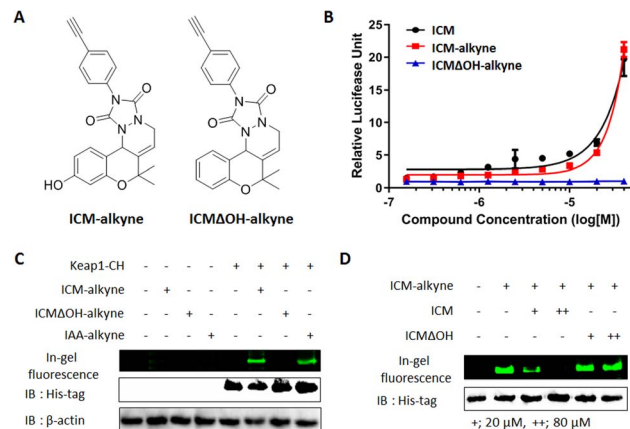 A
B
N
O
O
N
N
HO
O
ICM-alkyne
N
O
O
N
N
O
ICMΔOH-alkyne
Relative Lucifease Unit
25
20
15
10
5
0
ICM
ICM-alkyne
ICMΔOH-alkyne
-6 -5
Compound Concentration (log[M])
C
Keap1-CH - - - - + + + +
ICM-alkyne - + - - - + - -
ICMΔOH-alkyne - - + - - - + -
IAA-alkyne - - - + - - - +
In-gel
fluorescence
IB : His-tag
IB : β-actin
D
ICM-alkyne - + + + + +
ICM - - + ++ - -
ICMΔOH - - - - + ++
In-gel
fluorescence
IB : His-tag
+; 20 μM, ++; 80 μM